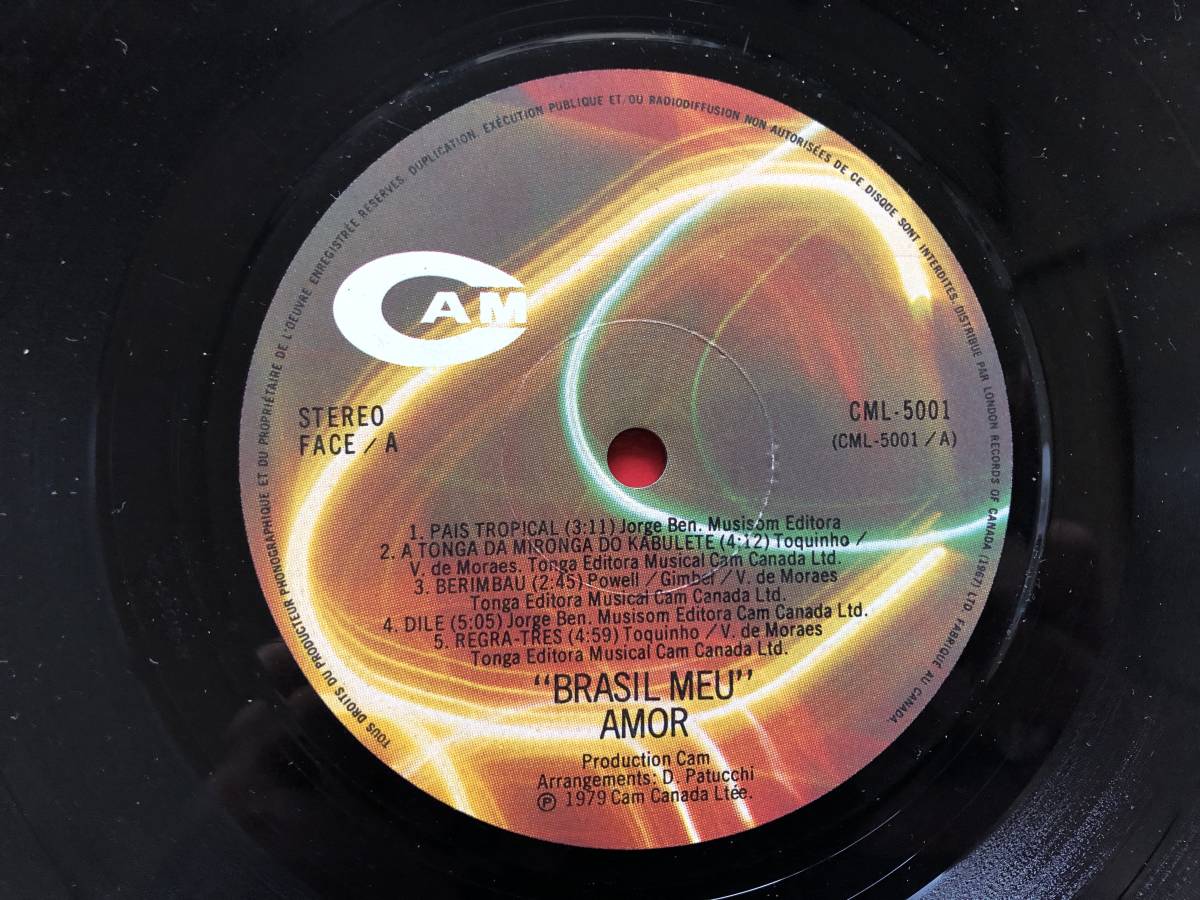 TOUS DROITS DU PRODUCTEUR PHONOGRAPHIQUE ET DU PROPRIÉTAIRE DE L'OEUVRE ENREGISTRÉE RÉSERVÉS. DUPLICATION, EXÉCUTION PUBLIQUE ET/OU RADIODIFFUSION NON AUTORISÉES DE CE DISQUE SONT INTERDITES. DISTRIBUÉ PAR LONDON RECORDS OF CANADA (1967) LTD FABRIQUÉ AU CANADA
CAM
STEREO
FACE / A
CML-5001
(CML-5001 / A)
1. PAIS TROPICAL (3:11) Jorge Ben. Musisom Editora
2. A TONGA DA MIRONGA DO KABULETE (4:12) Toquinho /
V. de Moraes. Tonga Editora Musical Cam Canada Ltd.
3. BERIMBAU (2:45) Powell / Gimbel / V. de Moraes
Tonga Editora Musical Cam Canada Ltd.
4. DILE (5:05) Jorge Ben. Musisom Editora Cam Canada Ltd.
5. REGRA-TRES (4:59) Toquinho / V. de Moraes
Tonga Editora Musical Cam Canada Ltd.
"BRASIL MEU"
AMOR
Production Cam
Arrangements: D. Patucchi
℗ 1979 Cam Canada Ltée.